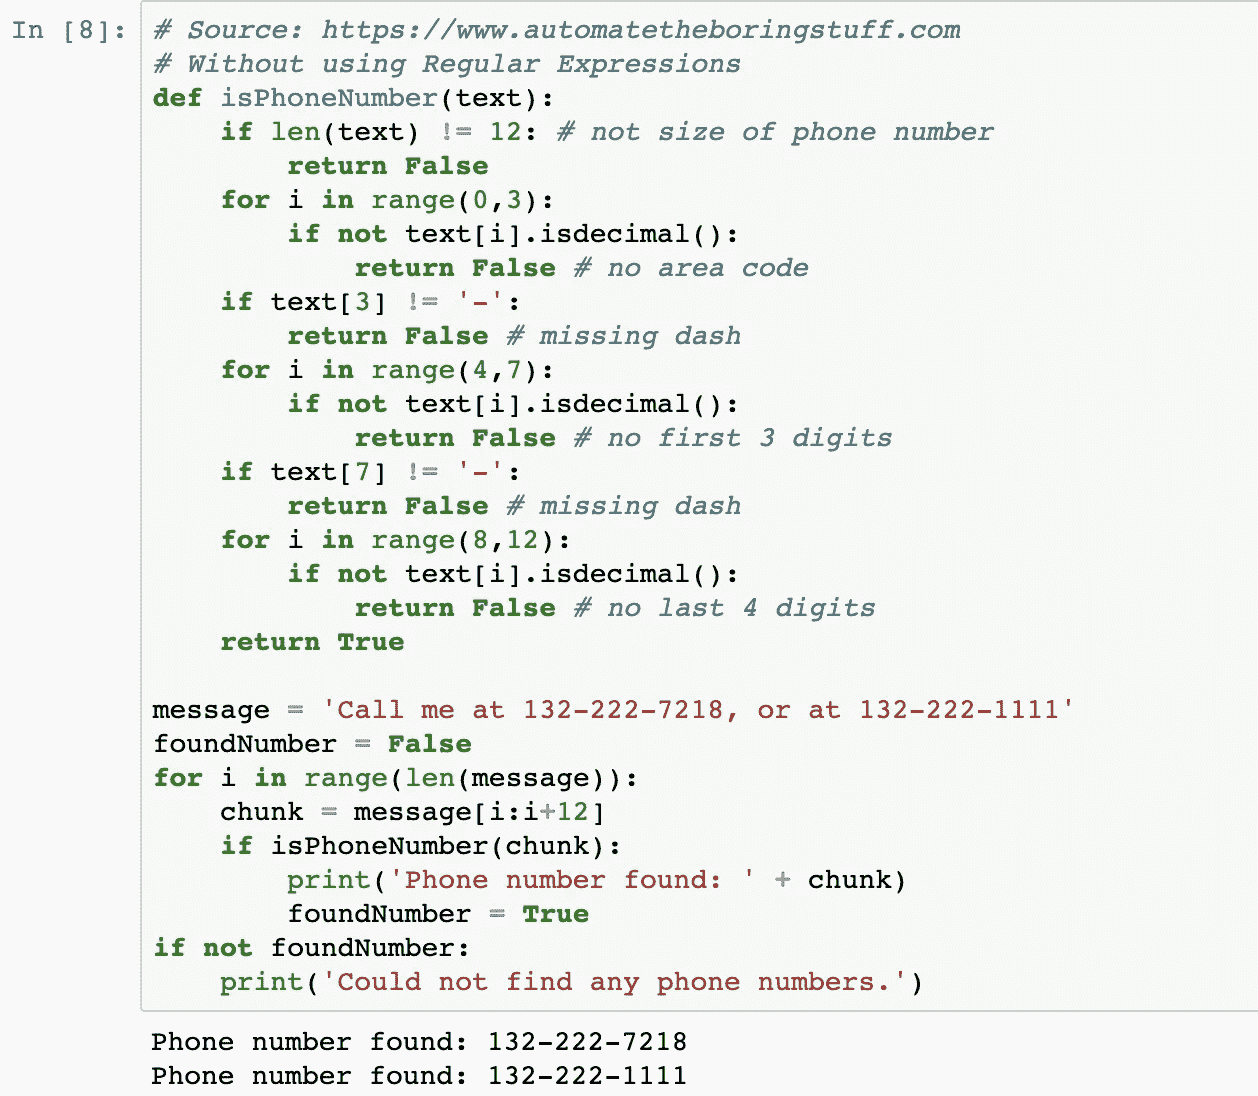 In [8]: # Source: https://www.automatetheboringstuff.com
# Without using Regular Expressions
def isPhoneNumber(text):
    if len(text) != 12: # not size of phone number
        return False
    for i in range(0,3):
        if not text[i].isdecimal():
            return False # no area code
    if text[3] != '-':
        return False # missing dash
    for i in range(4,7):
        if not text[i].isdecimal():
            return False # no first 3 digits
    if text[7] != '-':
        return False # missing dash
    for i in range(8,12):
        if not text[i].isdecimal():
            return False # no last 4 digits
    return True

message = 'Call me at 132-222-7218, or at 132-222-1111'
foundNumber = False
for i in range(len(message)):
    chunk = message[i:i+12]
    if isPhoneNumber(chunk):
        print('Phone number found: ' + chunk)
        foundNumber = True
if not foundNumber:
    print('Could not find any phone numbers.')
Phone number found: 132-222-7218
Phone number found: 132-222-1111